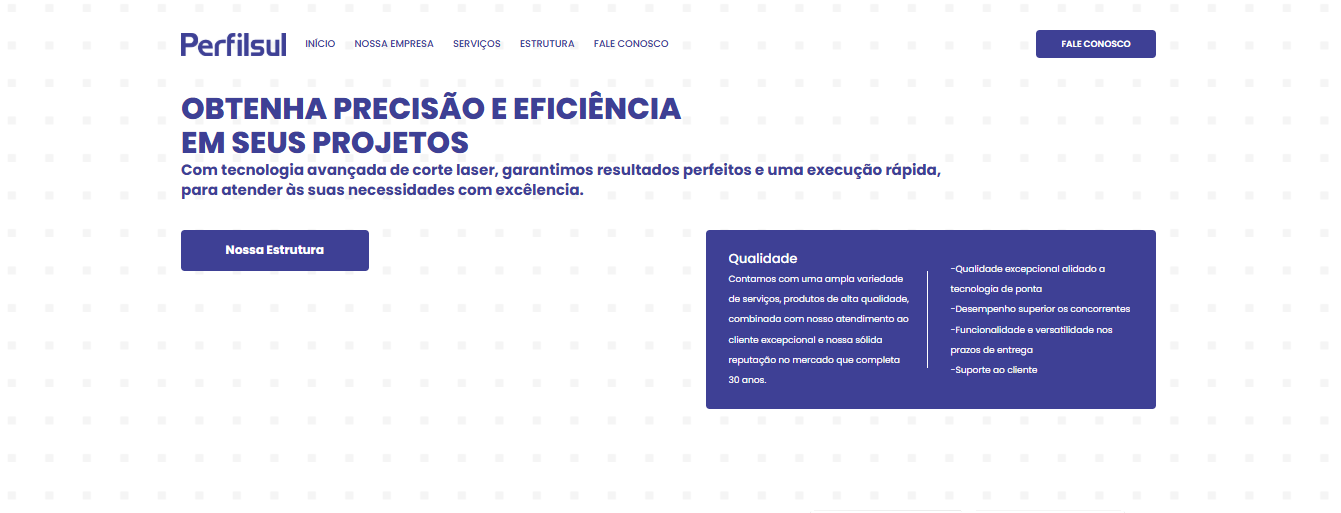 Perfilsul
INÍCIO
NOSSA EMPRESA
SERVIÇOS
ESTRUTURA
FALE CONOSCO
FALE CONOSCO
OBTENHA PRECISÃO E EFICIÊNCIA
EM SEUS PROJETOS
Com tecnologia avançada de corte laser, garantimos resultados perfeitos e uma execução rápida,
para atender às suas necessidades com excêlencia.
Nossa Estrutura
Qualidade
Contamos com uma ampla variedade
de serviços, produtos de alta qualidade,
combinada com nosso atendimento ao
cliente excepcional e nossa sólida
reputação no mercado que completa
30 anos.
-Qualidade excepcional alidado a
tecnologia de ponta
-Desempenho superior os concorrentes
-Funcionalidade e versatilidade nos
prazos de entrega
-Suporte ao cliente